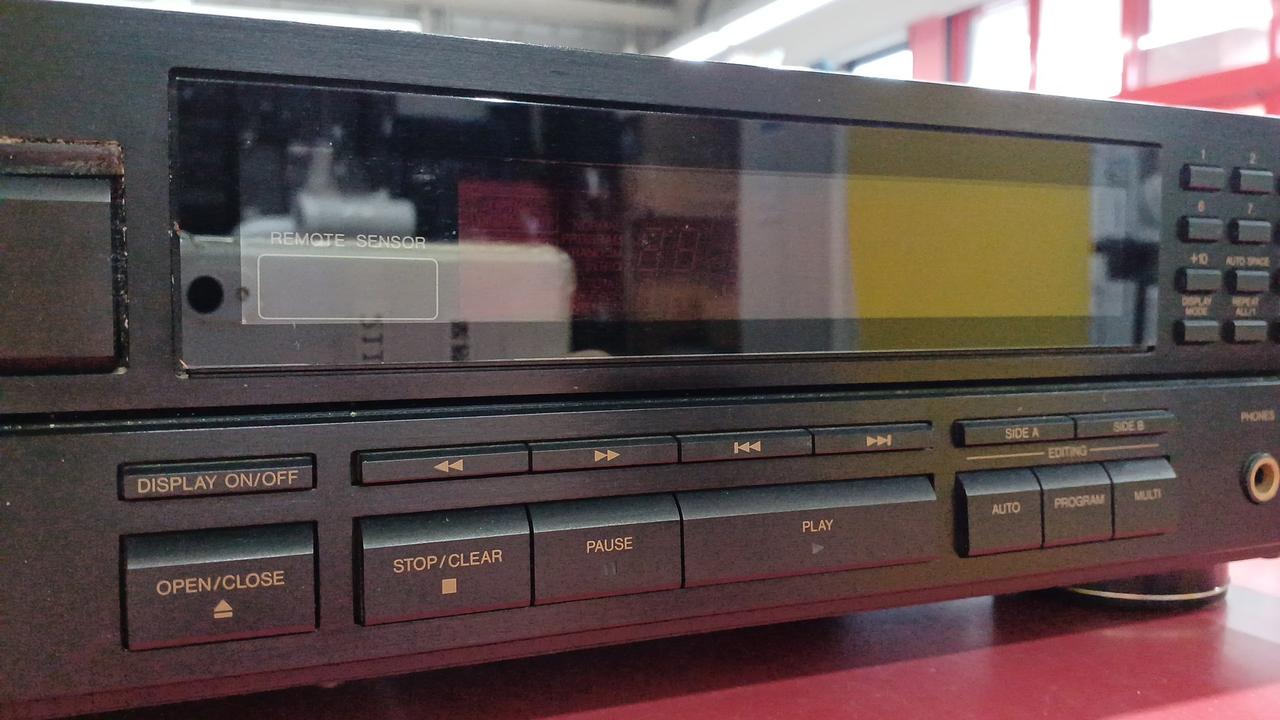 REMOTE SENSOR
1 2
6 7
+10 AUTO SPACE
DISPLAY MODE REPEAT ALL/1
DISPLAY ON/OFF
SIDE A SIDE B
EDITING
AUTO PROGRAM MULTI
PHONES
OPEN/CLOSE
STOP/CLEAR
PAUSE
PLAY